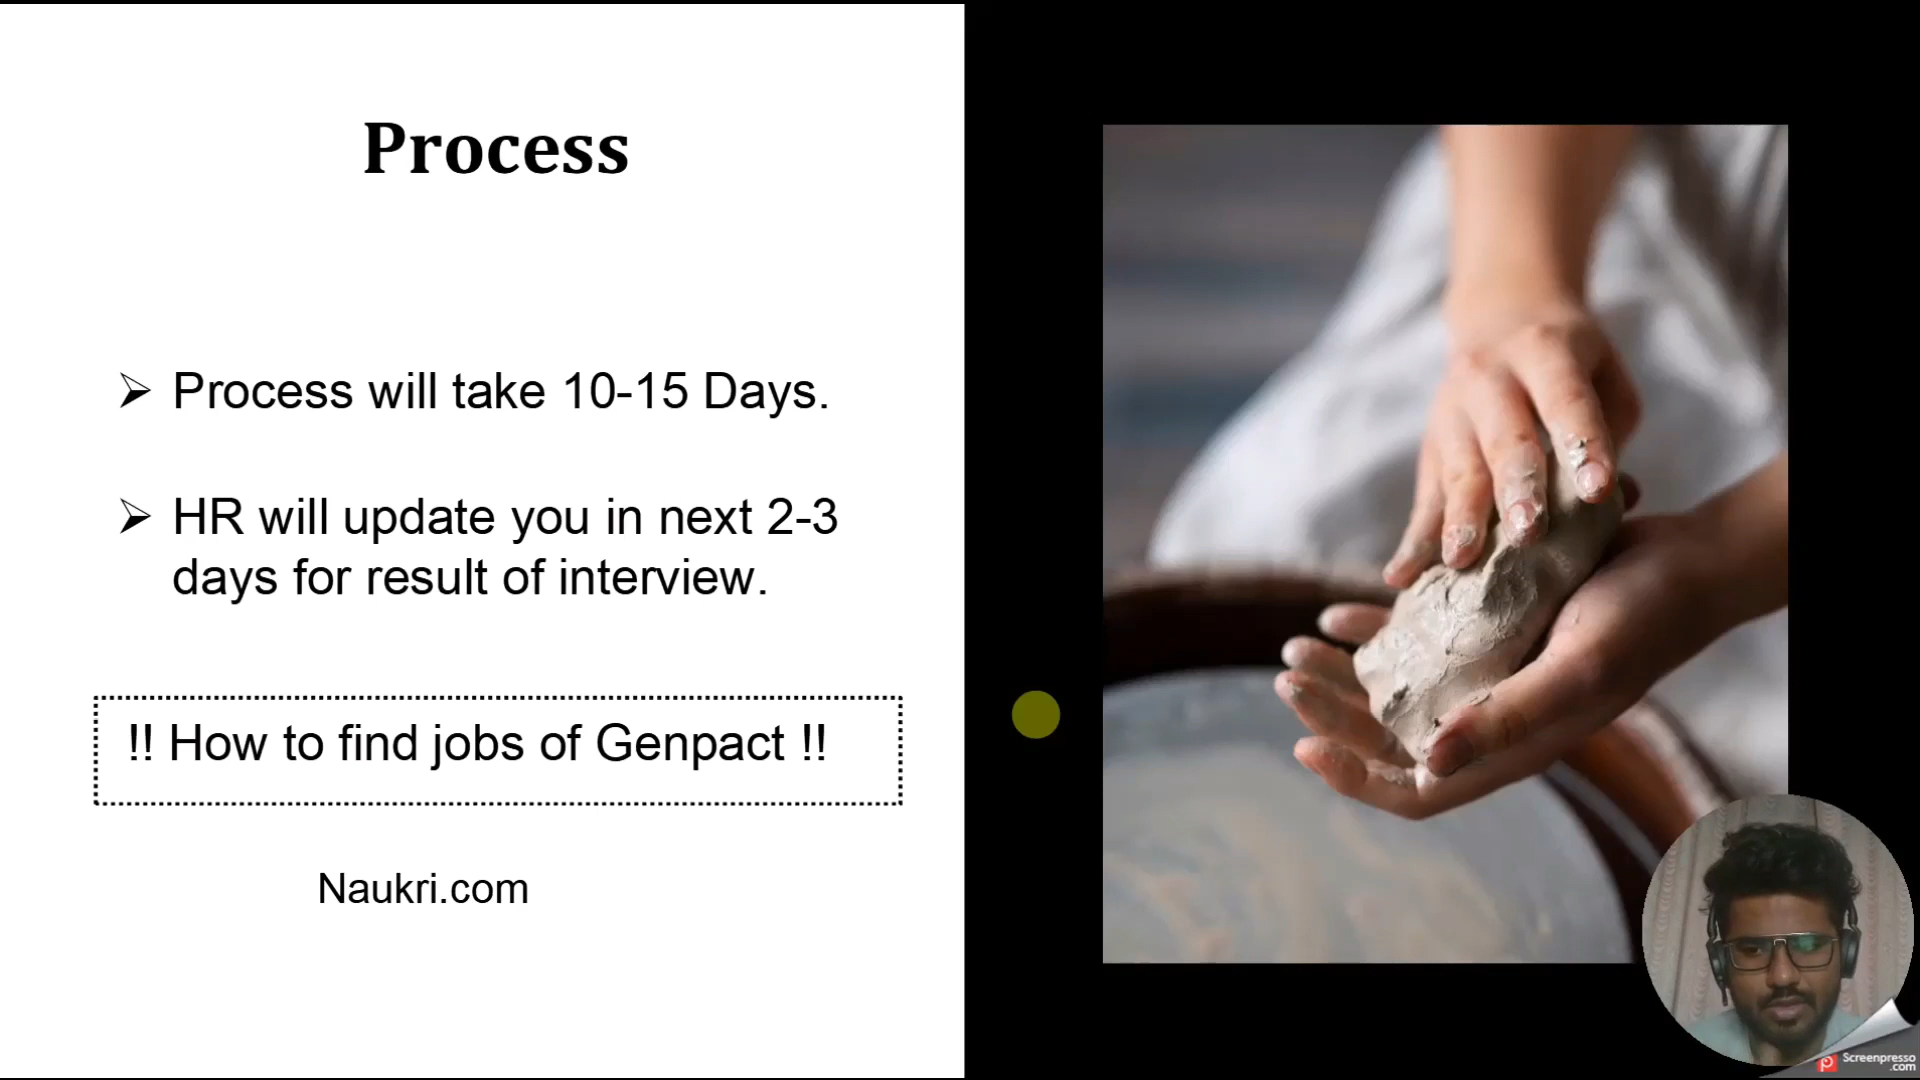 Process
➢ Process will take 10-15 Days.
➢ HR will update you in next 2-3
days for result of interview.
!! How to find jobs of Genpact !!
Naukri.com
Screenpresso
.com